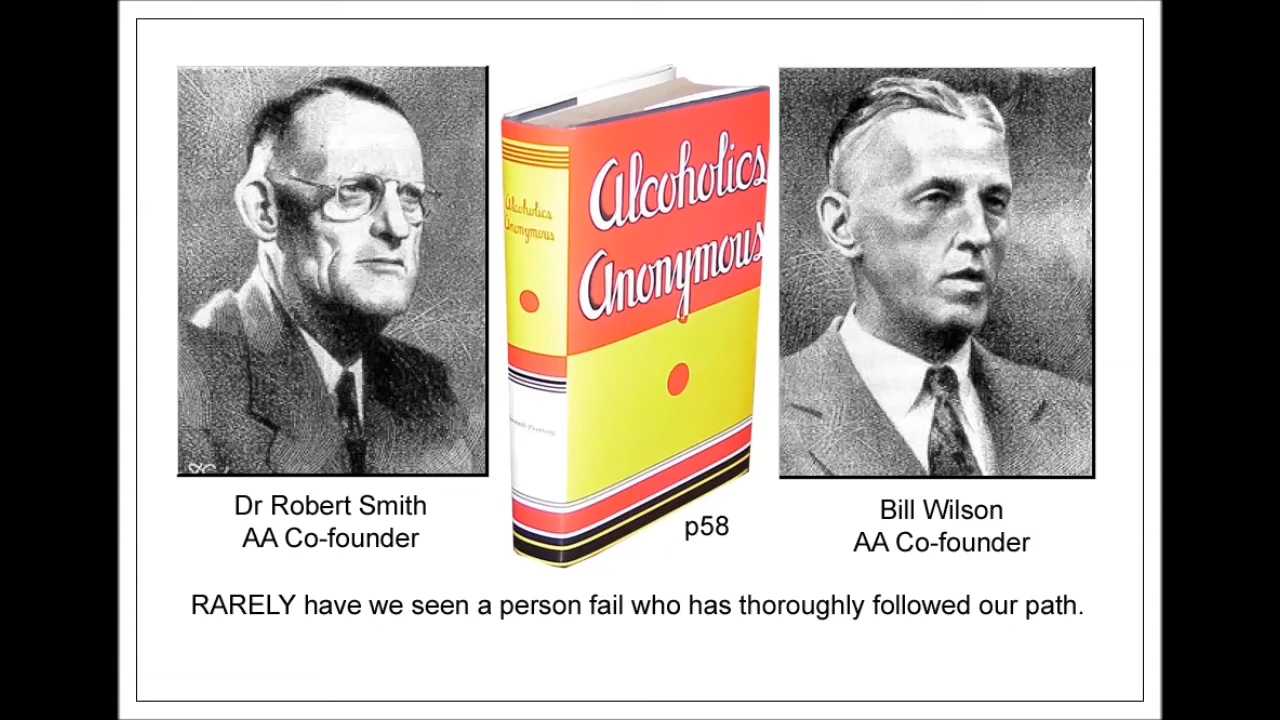 Alcoholics
Anonymous
Alcoholics
Anonymous
Dr Robert Smith
AA Co-founder
p58
Bill Wilson
AA Co-founder
RARELY have we seen a person fail who has thoroughly followed our path.